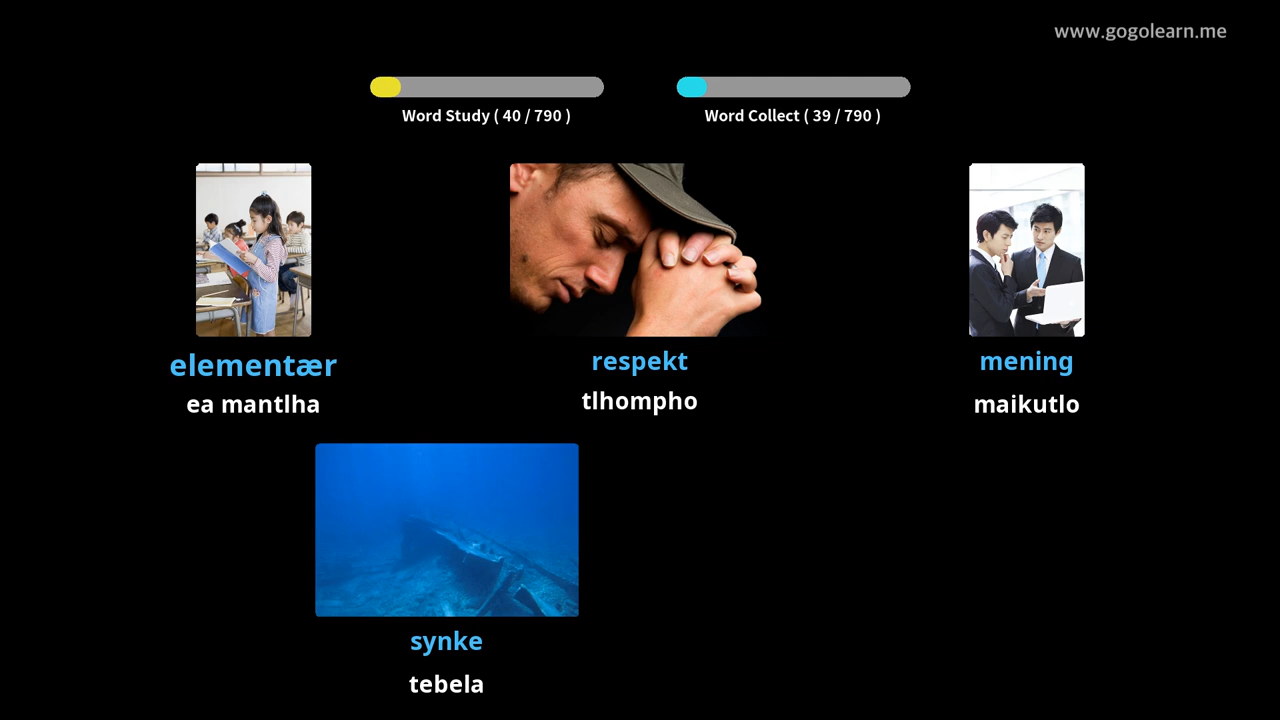 www.gogolearn.me
Word Study ( 40 / 790 )
Word Collect ( 39 / 790 )
elementær
ea mantlha
respekt
tlhompho
mening
maikutlo
synke
tebela